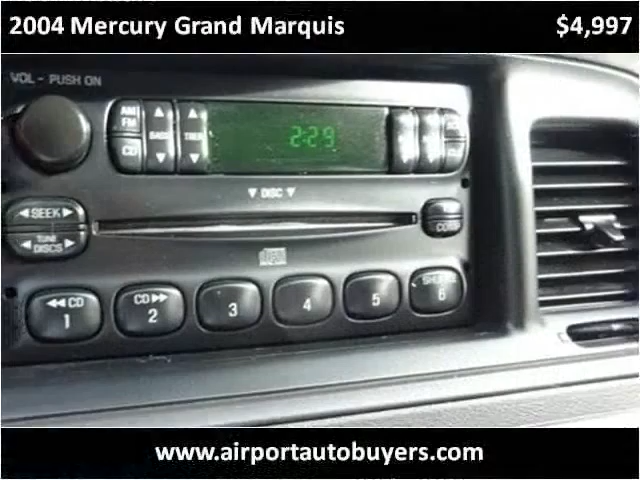 2004 Mercury Grand Marquis $4,997
VOL - PUSH ON
AM
FM
BASS
TREB
CD
2:29
SEEK
TUNE
DISCS
DISC
COMP
CD
1
CD
2
3
4
5
SHUFFLE
6
www.airportautobuyers.com